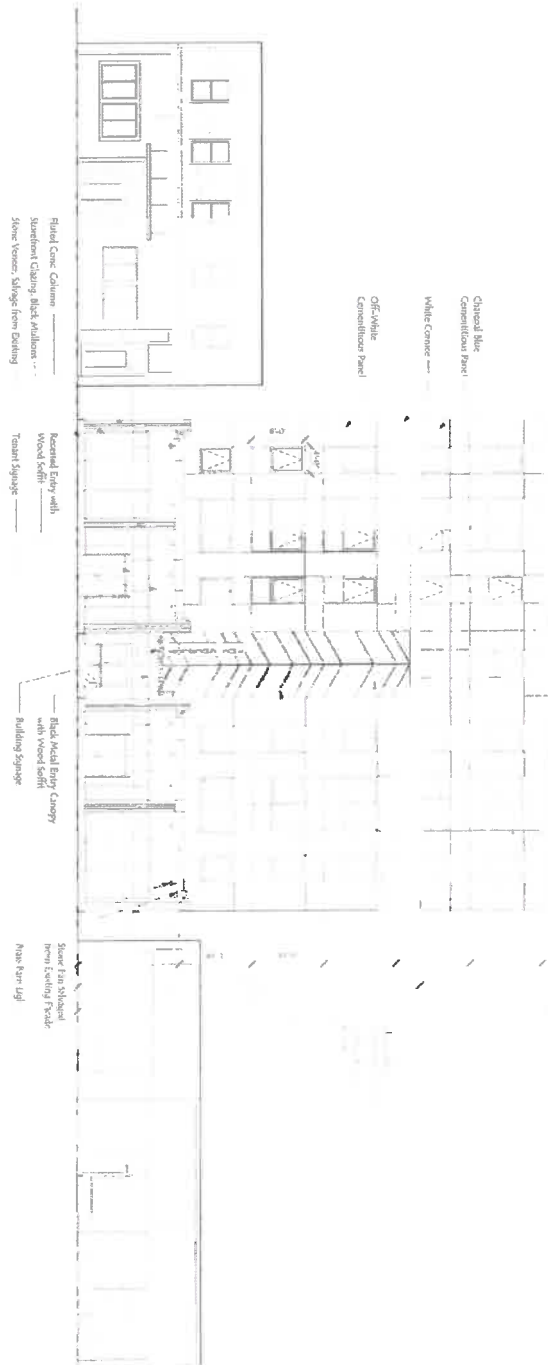 Charcoal Blue
Cementitious Panel
White Cornice
Off-White
Cementitious Panel
Fluted Conc. Column
Storefront Glazing, Black Mullions
Stone Veneer, Salvage from Existing
Recessed Entry with
Wood Soffit
Tenant Signage
Black Metal Entry Canopy
with Wood Soffit
Building Signage
Stone Fan Salvaged
from Existing Facade